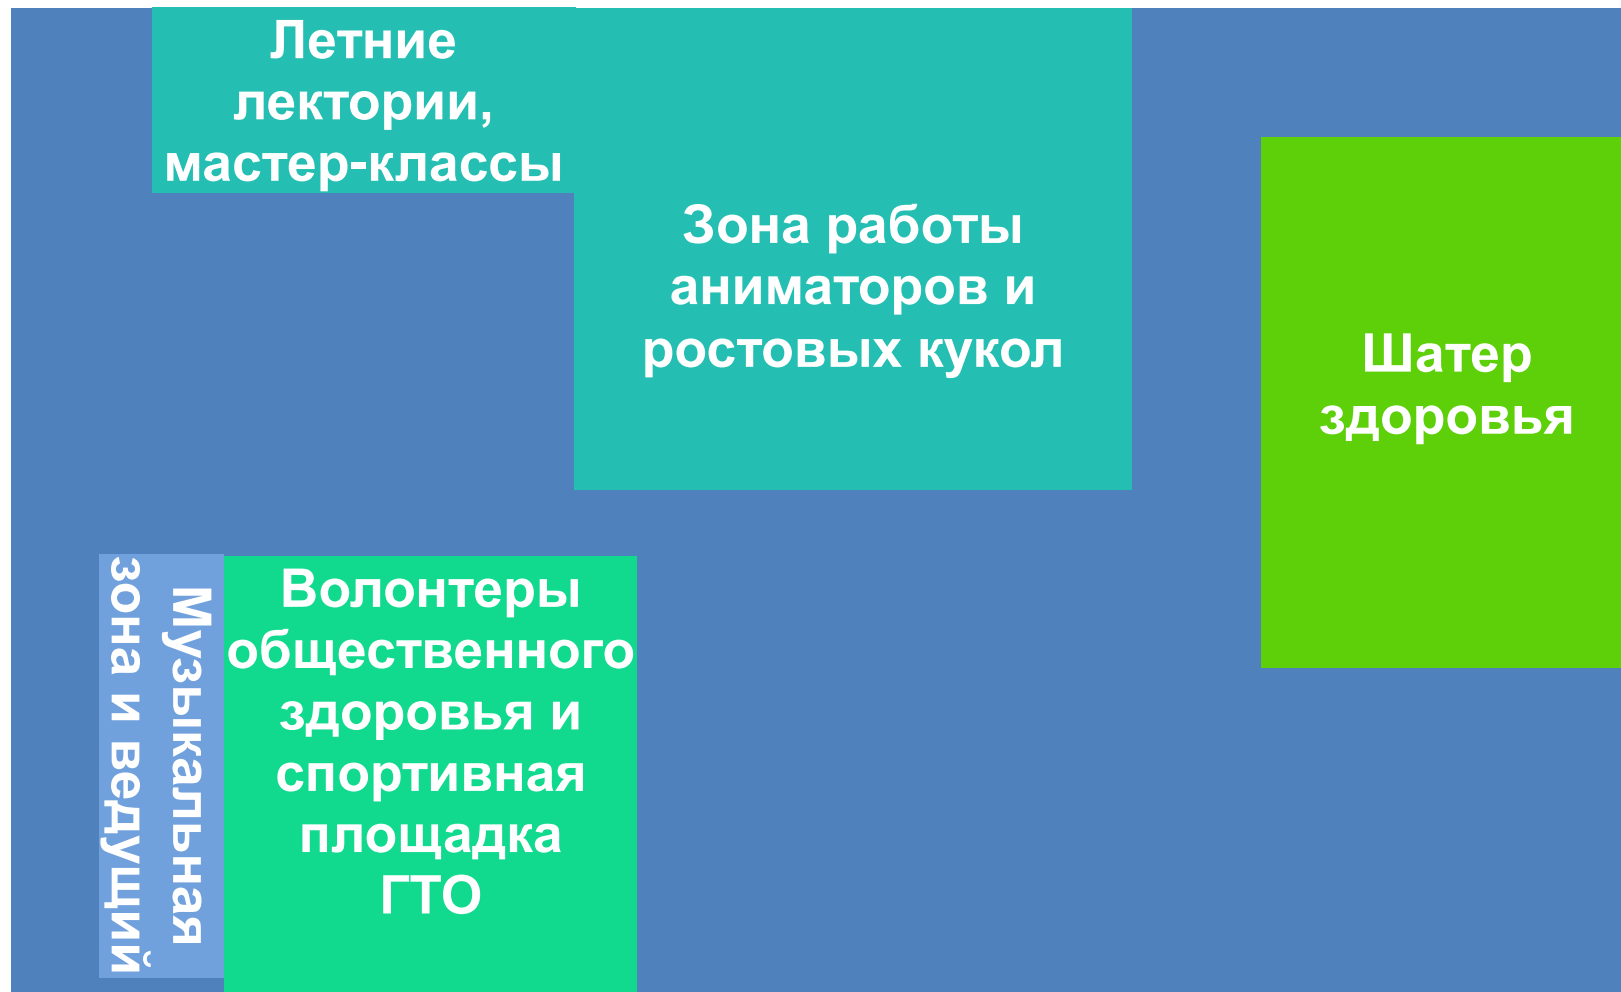 Летние
лектории,
мастер-классы
Зона работы
аниматоров и
ростовых кукол
Шатер
здоровья
Музыкальная
зона и ведущий
Волонтеры
общественного
здоровья и
спортивная
площадка
ГТО